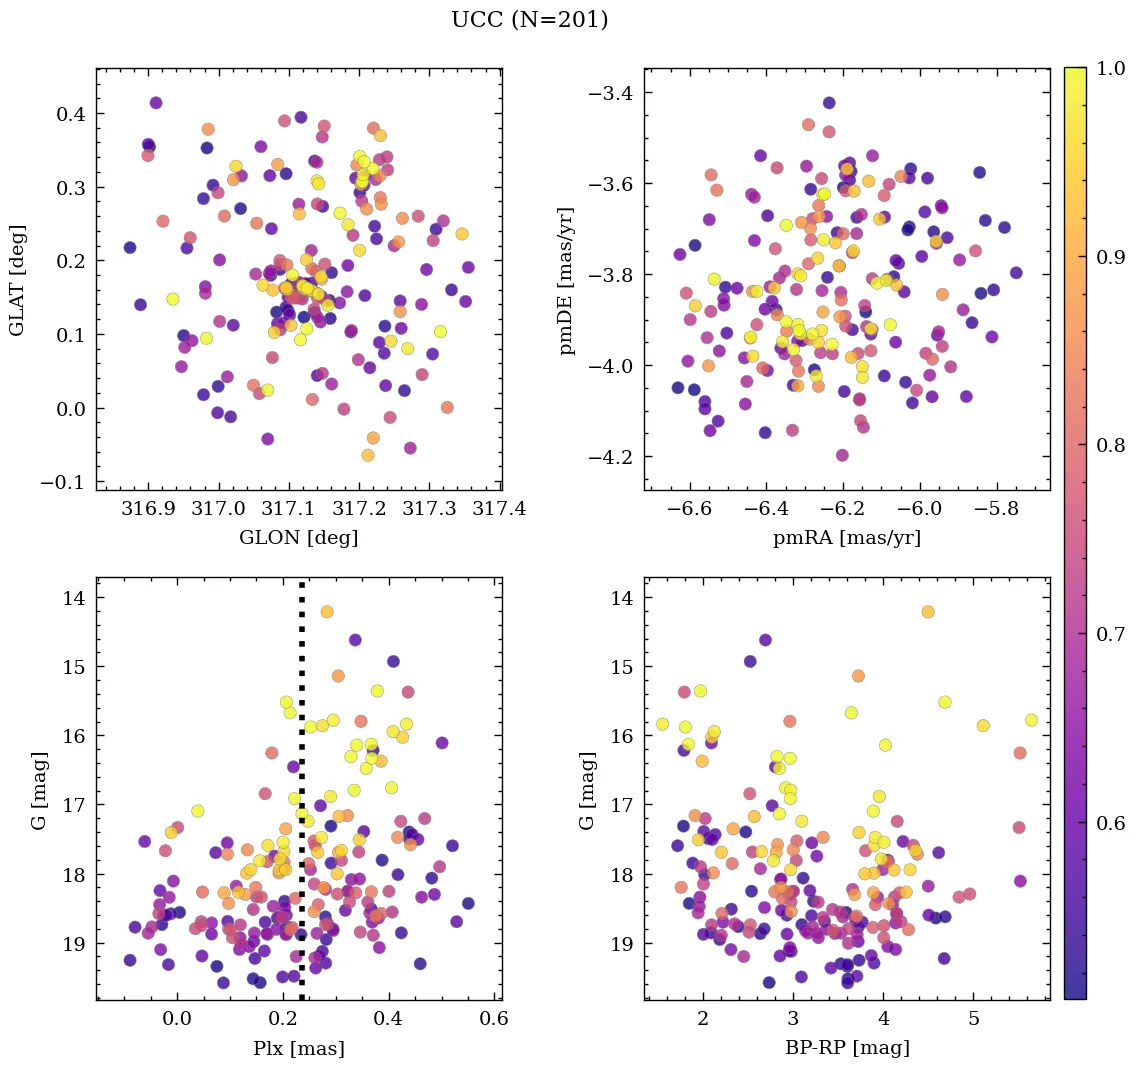 UCC (N=201)
0.4
0.3
0.2
0.1
0.0
−0.1
GLAT [deg]
316.9 317.0 317.1 317.2 317.3 317.4
GLON [deg]
−3.4
−3.6
−3.8
−4.0
−4.2
pmDE [mas/yr]
−6.6 −6.4 −6.2 −6.0 −5.8
pmRA [mas/yr]
1.0
0.9
0.8
0.7
0.6
14
15
16
17
18
19
G [mag]
0.0 0.2 0.4 0.6
Plx [mas]
14
15
16
17
18
19
G [mag]
2 3 4 5
BP-RP [mag]